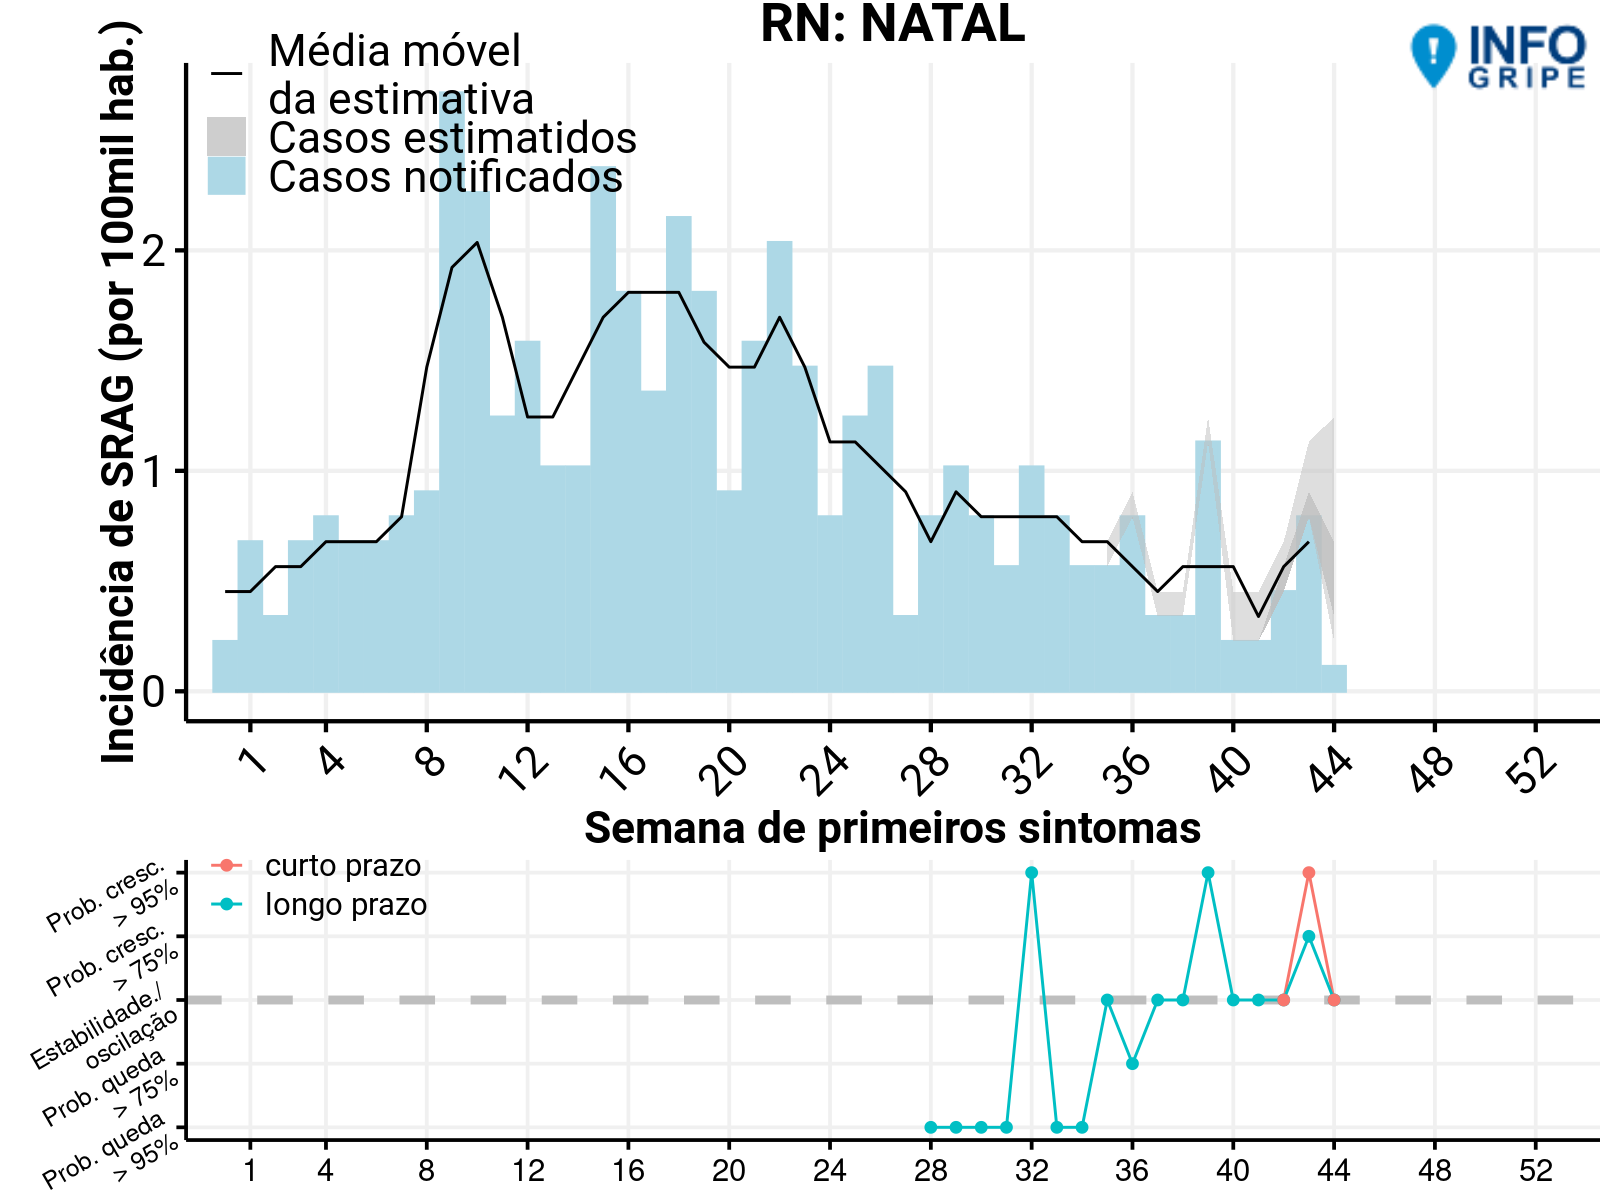 RN: NATAL
INFO
GRIPE
Média móvel
da estimativa
Casos estimatidos
Casos notificados
Incidência de SRAG (por 100mil hab.)
2
1
0
1 4 8 12 16 20 24 28 32 36 40 44 48 52
Semana de primeiros sintomas
curto prazo
longo prazo
Prob. cresc.
> 95%
Prob. cresc.
> 75%
Estabilidade./
oscilação
Prob. queda
> 75%
Prob. queda
> 95%
1 4 8 12 16 20 24 28 32 36 40 44 48 52